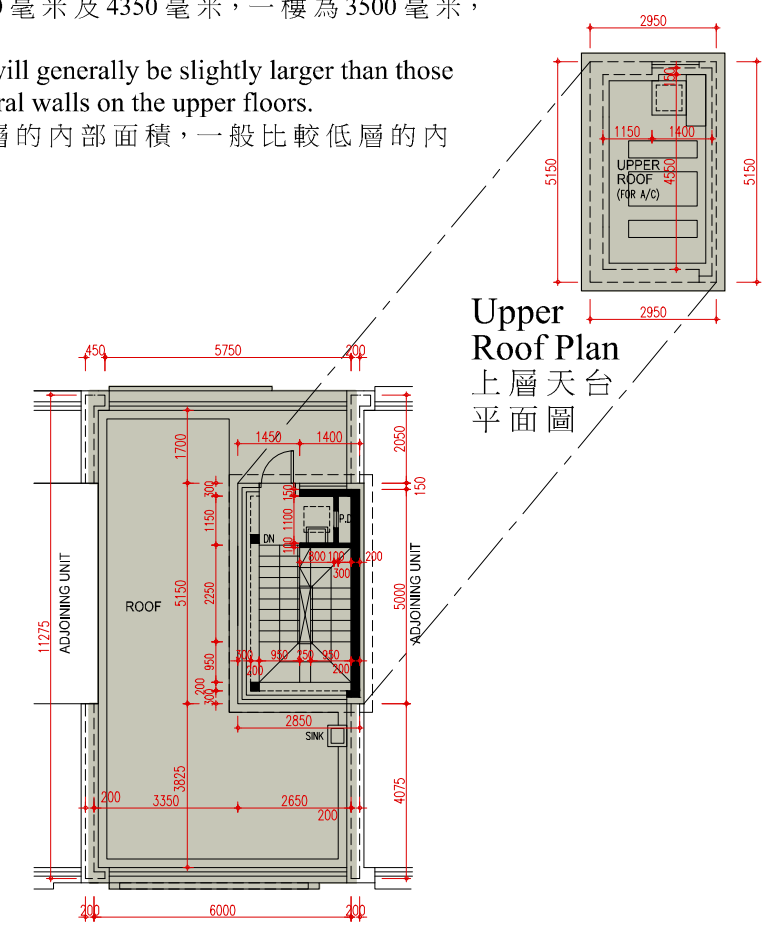 毫米及4350毫米，一樓為3500毫米，
will generally be slightly larger than those
ral walls on the upper floors.
的內部面積，一般比較低層的內
2950
150
1150
1400
5150
4550
5150
UPPER
ROOF
(FOR A/C)
2950
Upper
Roof Plan
上層天台
平面圖
450
5750
200
1700
1450
1400
2050
300
150
150
1150
1100
P.D
DN
100
800
100
200
300
ADJOINING UNIT
ROOF
5150
2250
5000
ADJOINING UNIT
11275
950
300
950
250
950
200
200
200
300
2850
SINK
3825
4075
200
3350
2650
200
200
6000
200